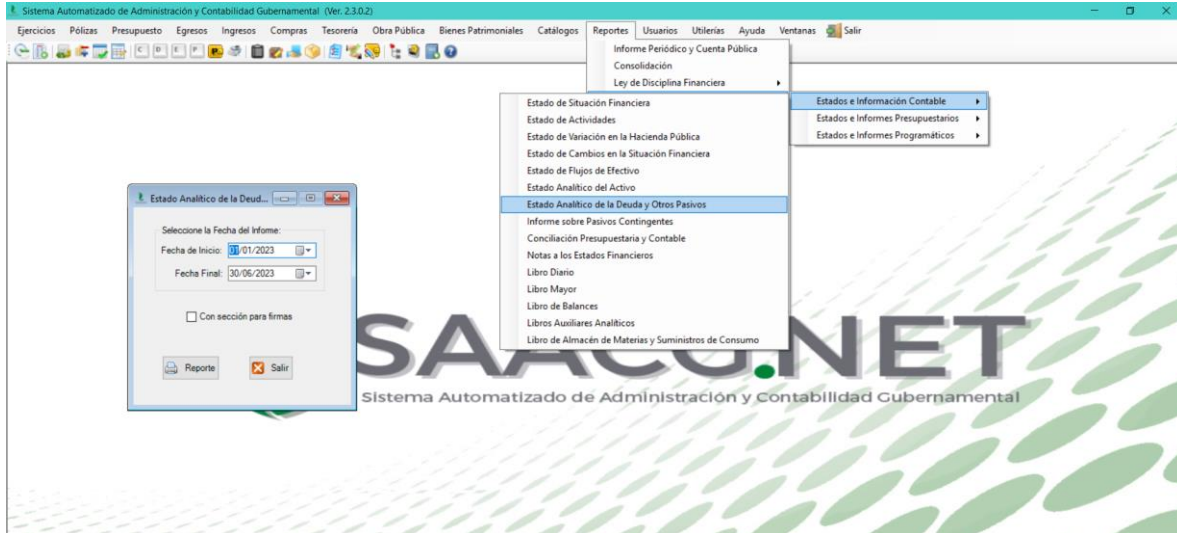 Sistema Automatizado de Administración y Contabilidad Gubernamental (Ver. 2.3.0.2)
Ejercicios Pólizas Presupuesto Egresos Ingresos Compras Tesorería Obra Pública Bienes Patrimoniales Catálogos Reportes Usuarios Utilerías Ayuda Ventanas Salir
C D E P P
Informe Periódico y Cuenta Pública
Consolidación
Ley de Disciplina Financiera
Estados e Información Contable
Estados e Informes Presupuestarios
Estados e Informes Programáticos
Estado de Situación Financiera
Estado de Actividades
Estado de Variación en la Hacienda Pública
Estado de Cambios en la Situación Financiera
Estado de Flujos de Efectivo
Estado Analítico del Activo
Estado Analítico de la Deuda y Otros Pasivos
Informe sobre Pasivos Contingentes
Conciliación Presupuestaria y Contable
Notas a los Estados Financieros
Libro Diario
Libro Mayor
Libro de Balances
Libros Auxiliares Analíticos
Libro de Almacén de Materias y Suministros de Consumo
Estado Analítico de la Deud...
Seleccione la Fecha del Informe:
Fecha de Inicio: 01/01/2023
Fecha Final: 30/06/2023
Con sección para firmas
Reporte Salir
SAACG.NET
Sistema Automatizado de Administración y Contabilidad Gubernamental